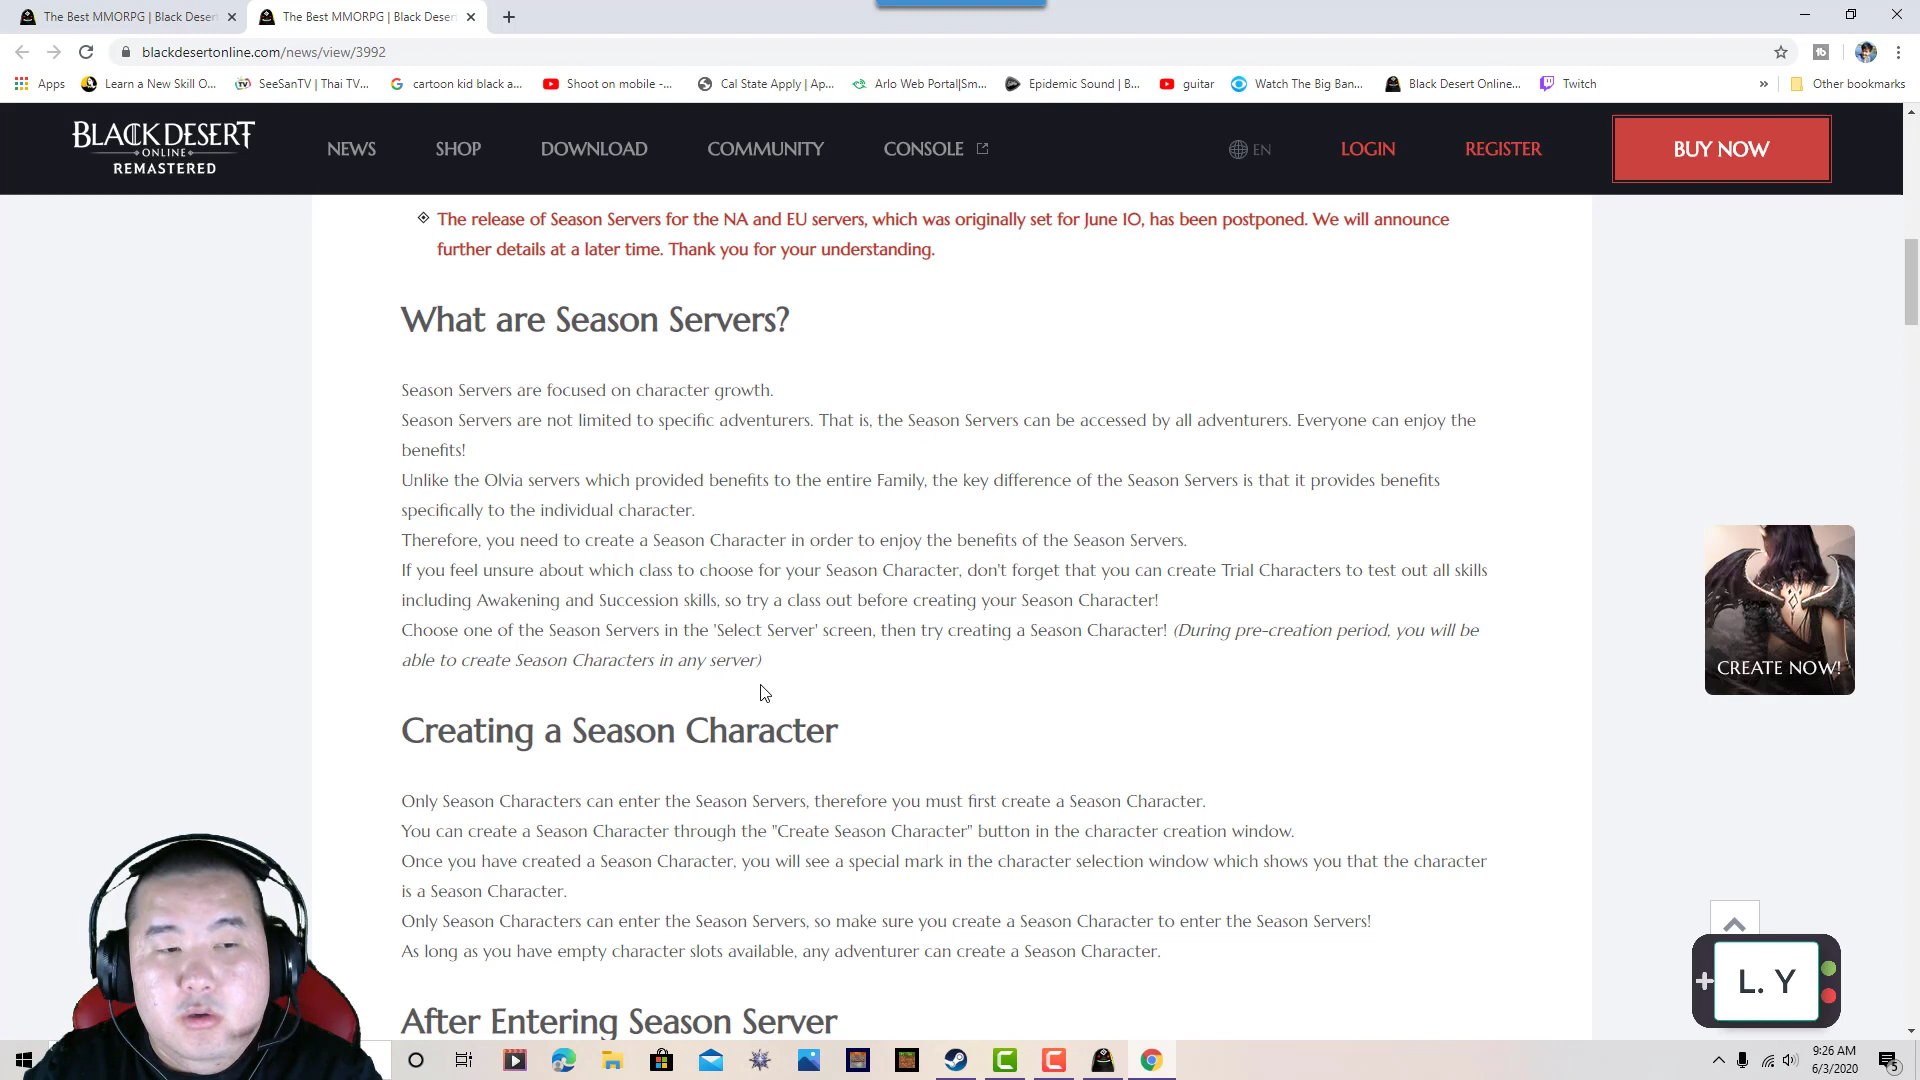 The Best MMORPG | Black Deser
The Best MMORPG | Black Desert
blackdesertonline.com/news/view/3992
Apps
Learn a New Skill O...
SeeSanTV | Thai TV...
cartoon kid black a...
Shoot on mobile -...
Cal State Apply | Ap...
Arlo Web Portal|Sm...
Epidemic Sound | B...
guitar
Watch The Big Ban...
Black Desert Online...
Twitch
»
Other bookmarks
BLACK DESERT
ONLINE
REMASTERED
NEWS
SHOP
DOWNLOAD
COMMUNITY
CONSOLE
EN
LOGIN
REGISTER
BUY NOW
The release of Season Servers for the NA and EU servers, which was originally set for June 10, has been postponed. We will announce
further details at a later time. Thank you for your understanding.
What are Season Servers?
Season Servers are focused on character growth.
Season Servers are not limited to specific adventurers. That is, the Season Servers can be accessed by all adventurers. Everyone can enjoy the
benefits!
Unlike the Olvia servers which provided benefits to the entire Family, the key difference of the Season Servers is that it provides benefits
specifically to the individual character.
Therefore, you need to create a Season Character in order to enjoy the benefits of the Season Servers.
If you feel unsure about which class to choose for your Season Character, don't forget that you can create Trial Characters to test out all skills
including Awakening and Succession skills, so try a class out before creating your Season Character!
Choose one of the Season Servers in the 'Select Server' screen, then try creating a Season Character! (During pre-creation period, you will be
able to create Season Characters in any server)
CREATE NOW!
Creating a Season Character
Only Season Characters can enter the Season Servers, therefore you must first create a Season Character.
You can create a Season Character through the "Create Season Character" button in the character creation window.
Once you have created a Season Character, you will see a special mark in the character selection window which shows you that the character
is a Season Character.
Only Season Characters can enter the Season Servers, so make sure you create a Season Character to enter the Season Servers!
As long as you have empty character slots available, any adventurer can create a Season Character.
L. Y
After Entering Season Server
9:26 AM
6/3/2020
5